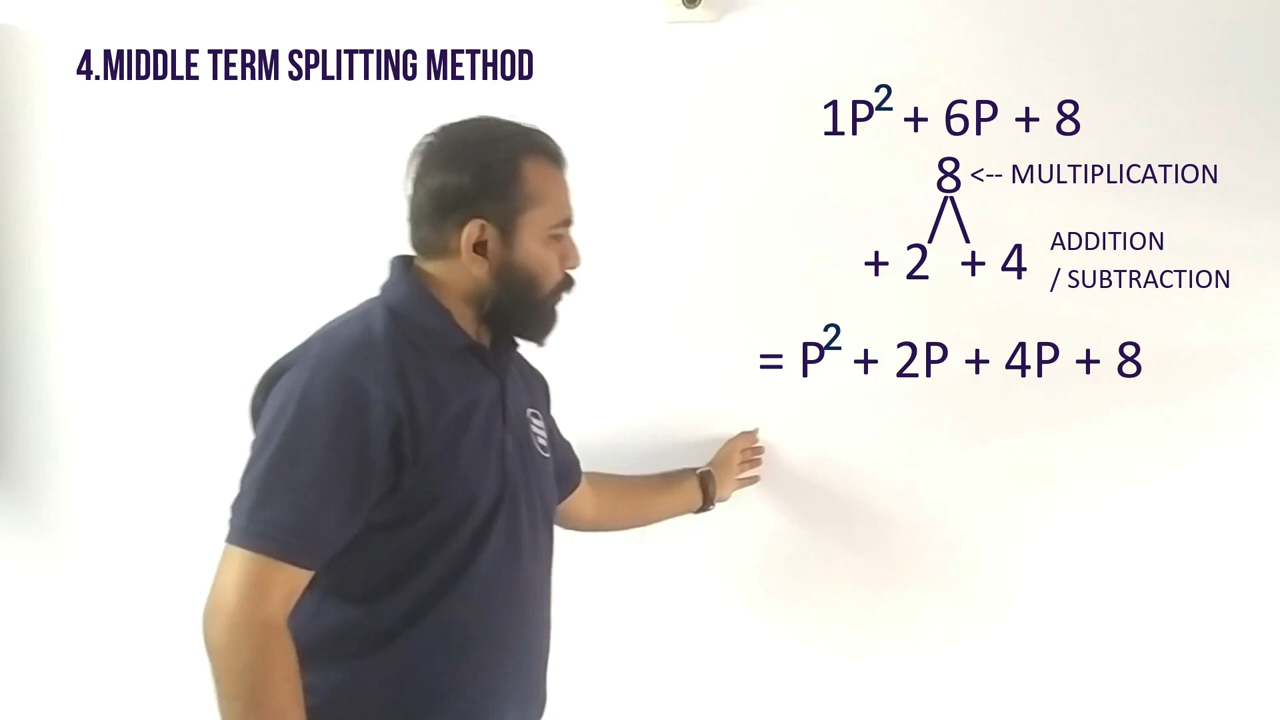 4.MIDDLE TERM SPLITTING METHOD
1P² + 6P + 8
8 <-- MULTIPLICATION
+ 2 + 4 ADDITION
/ SUBTRACTION
= P² + 2P + 4P + 8